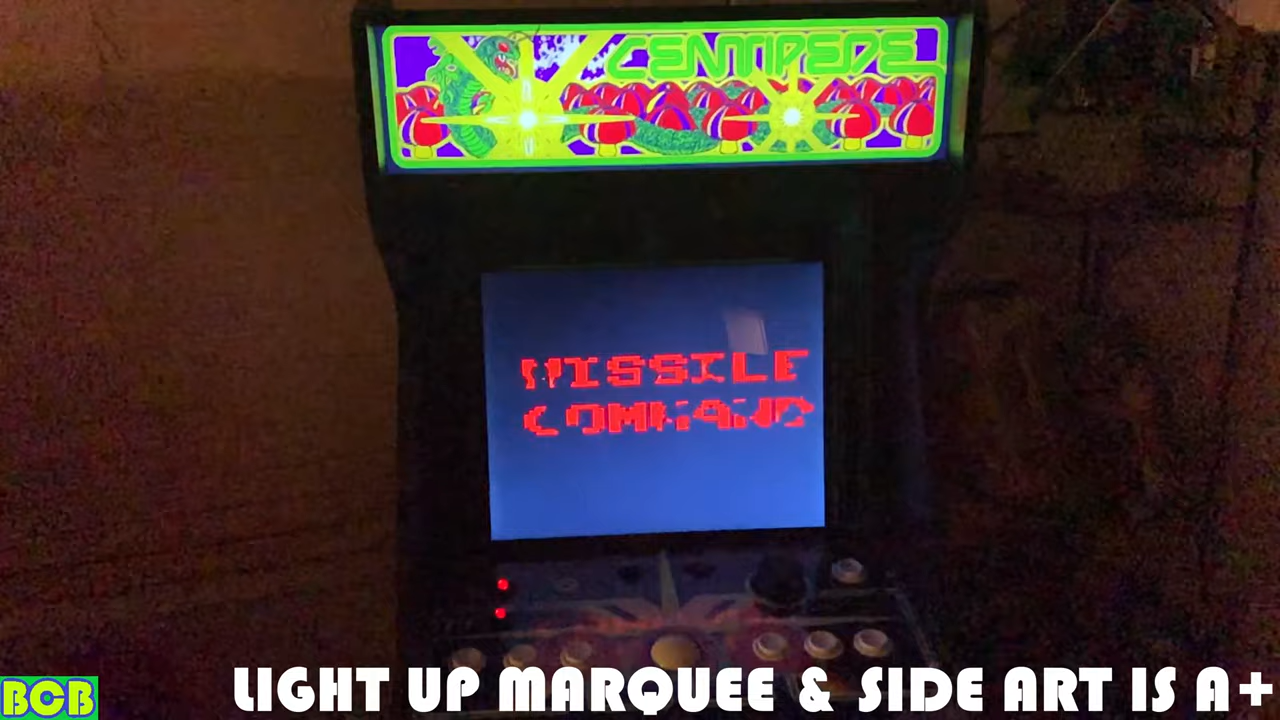 CENTIPEDE
MISSILE
COMMAND
BCB
LIGHT UP MARQUEE & SIDE ART IS A+